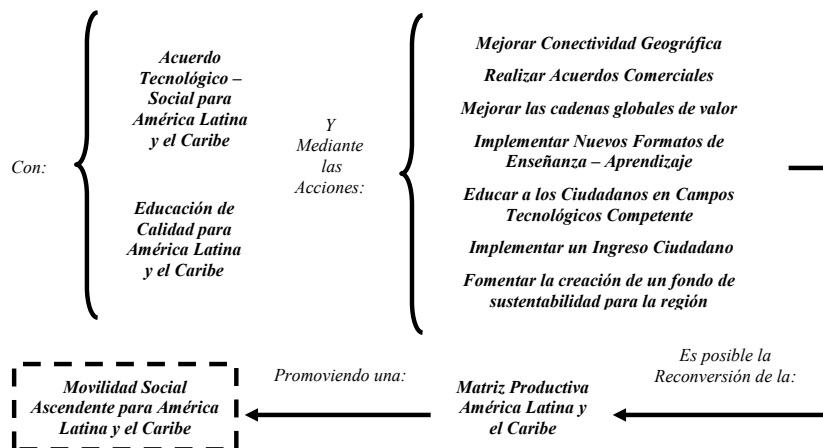 Con:
Acuerdo
Tecnológico –
Social para
América Latina
y el Caribe
Educación de
Calidad para
América Latina
y el Caribe
Y
Mediante
las
Acciones:
Mejorar Conectividad Geográfica
Realizar Acuerdos Comerciales
Mejorar las cadenas globales de valor
Implementar Nuevos Formatos de
Enseñanza – Aprendizaje
Educar a los Ciudadanos en Campos
Tecnológicos Competente
Implementar un Ingreso Ciudadano
Fomentar la creación de un fondo de
sustentabilidad para la región
Es posible la
Reconversión de la:
Matriz Productiva
América Latina y
el Caribe
Promoviendo una:
Movilidad Social
Ascendente para América
Latina y el Caribe